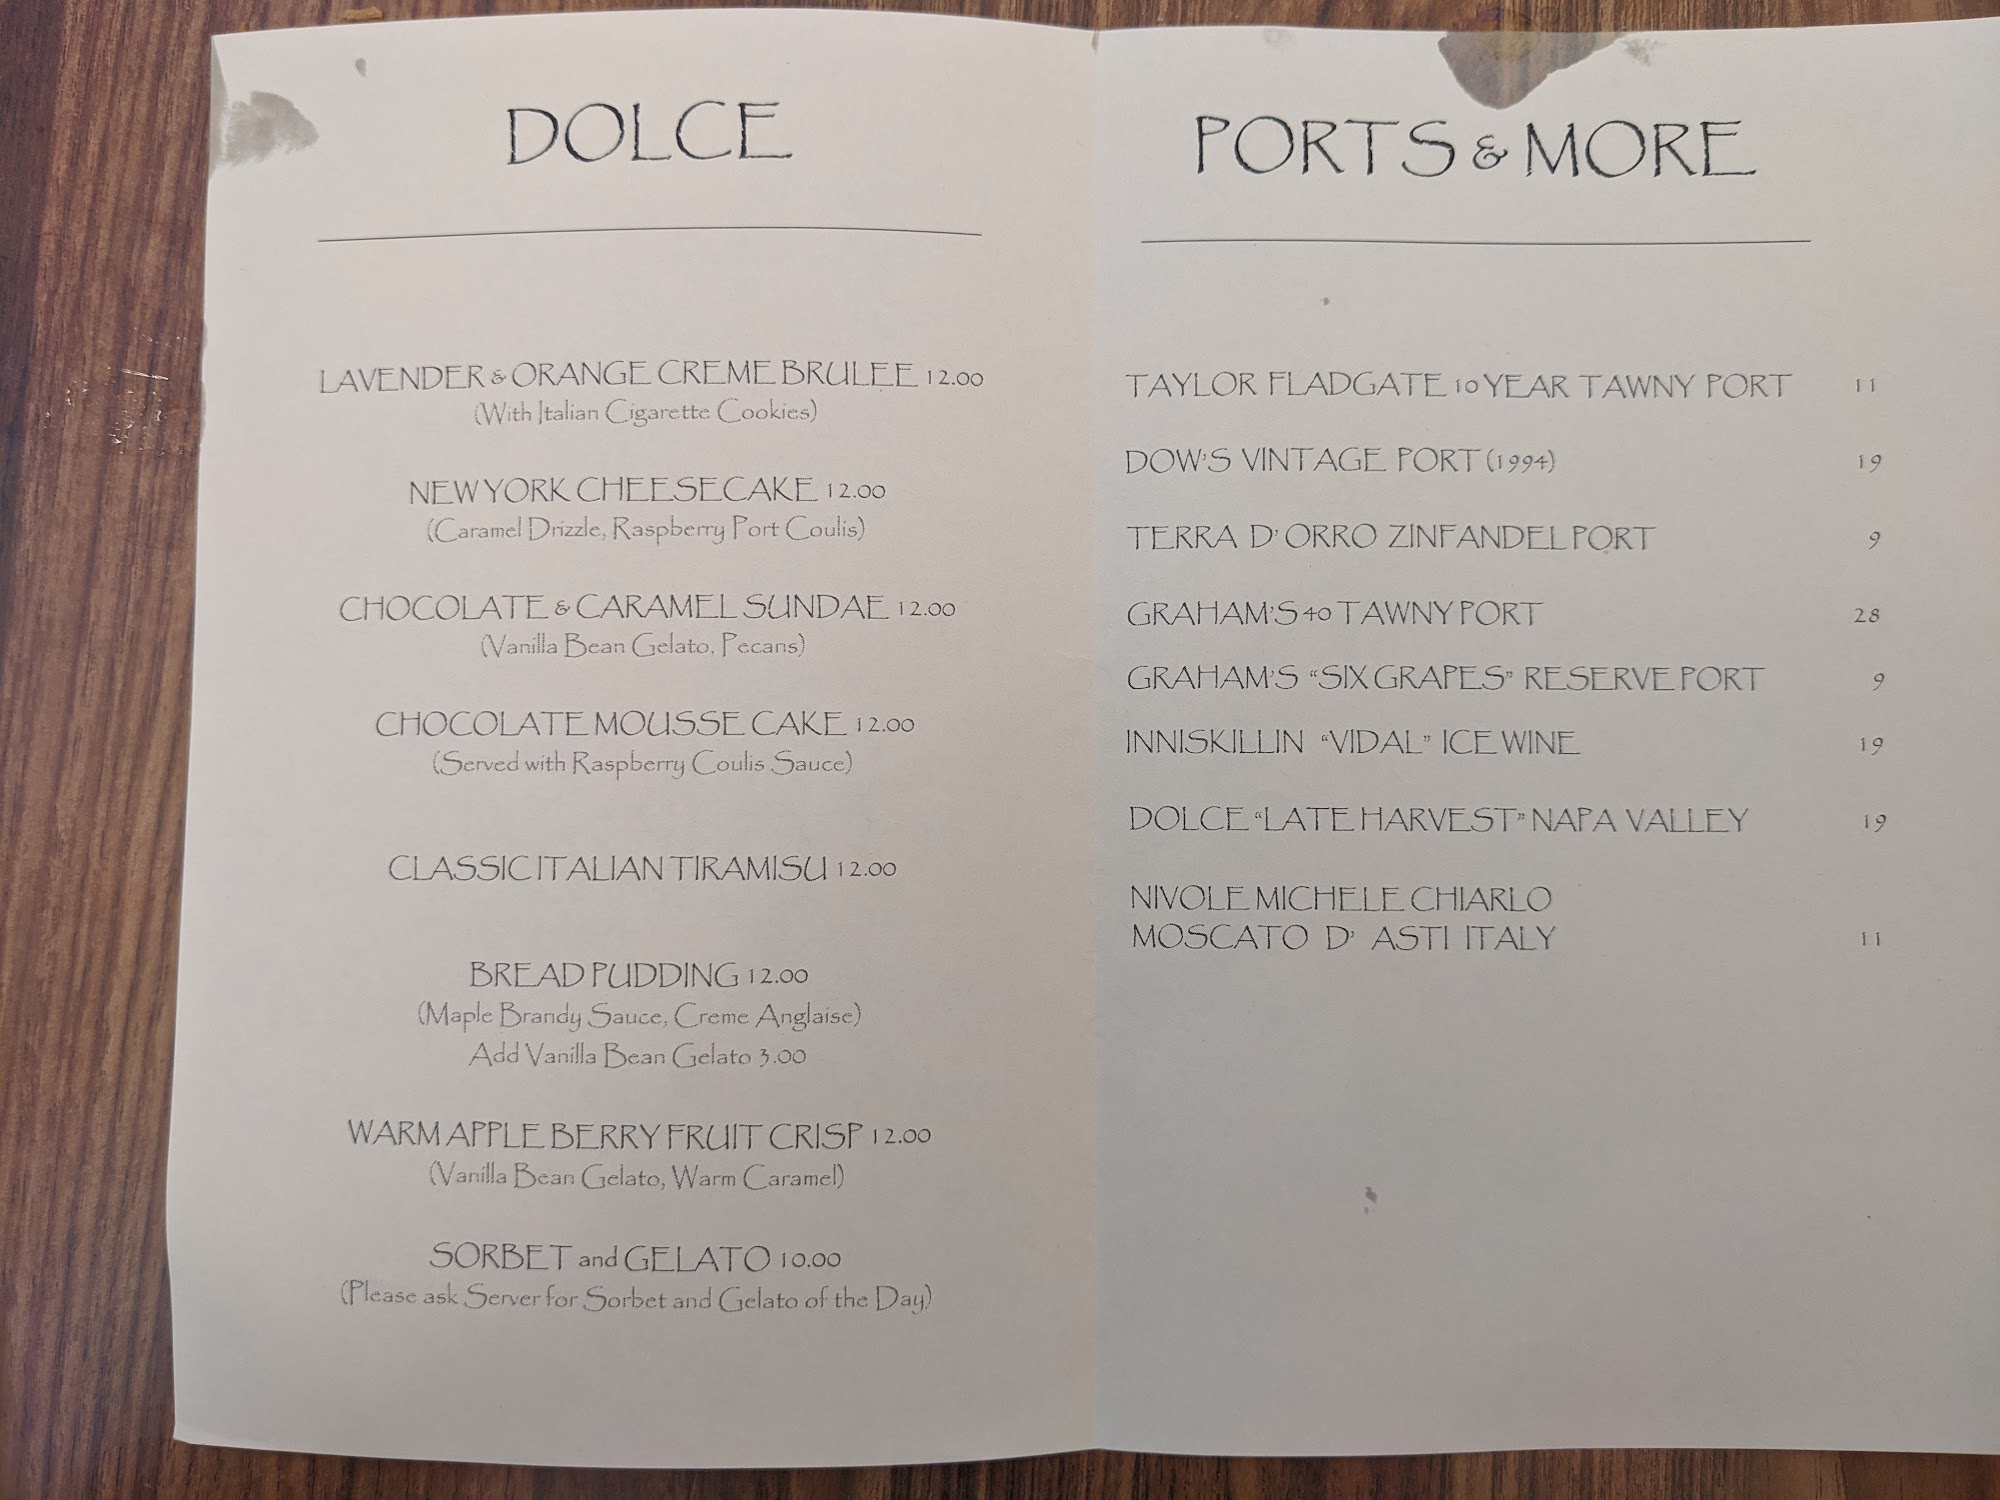 DOLCE
LAVENDER & ORANGE CREME BRULEE 12.00
(With Italian Cigarette Cookies)
NEW YORK CHEESECAKE 12.00
(Caramel Drizzle, Raspberry Port Coulis)
CHOCOLATE & CARAMEL SUNDAE 12.00
(Vanilla Bean Gelato, Pecans)
CHOCOLATE MOUSSE CAKE 12.00
(Served with Raspberry Coulis Sauce)
CLASSIC ITALIAN TIRAMISU 12.00
BREAD PUDDING 12.00
(Maple Brandy Sauce, Creme Anglaise)
Add Vanilla Bean Gelato 3.00
WARM APPLE BERRY FRUIT CRISP 12.00
(Vanilla Bean Gelato, Warm Caramel)
SORBET and GELATO 10.00
(Please ask Server for Sorbet and Gelato of the Day)
PORTS & MORE
TAYLOR FLADGATE 10 YEAR TAWNY PORT 11
DOW'S VINTAGE PORT (1994) 19
TERRA D' ORRO ZINFANDEL PORT 9
GRAHAM'S 40 TAWNY PORT 28
GRAHAM'S "SIX GRAPES" RESERVE PORT 9
INNISKILLIN "VIDAL" ICE WINE 19
DOLCE "LATE HARVEST" NAPA VALLEY 19
NIVOLE MICHELE CHIARLO
MOSCATO D' ASTI ITALY 11